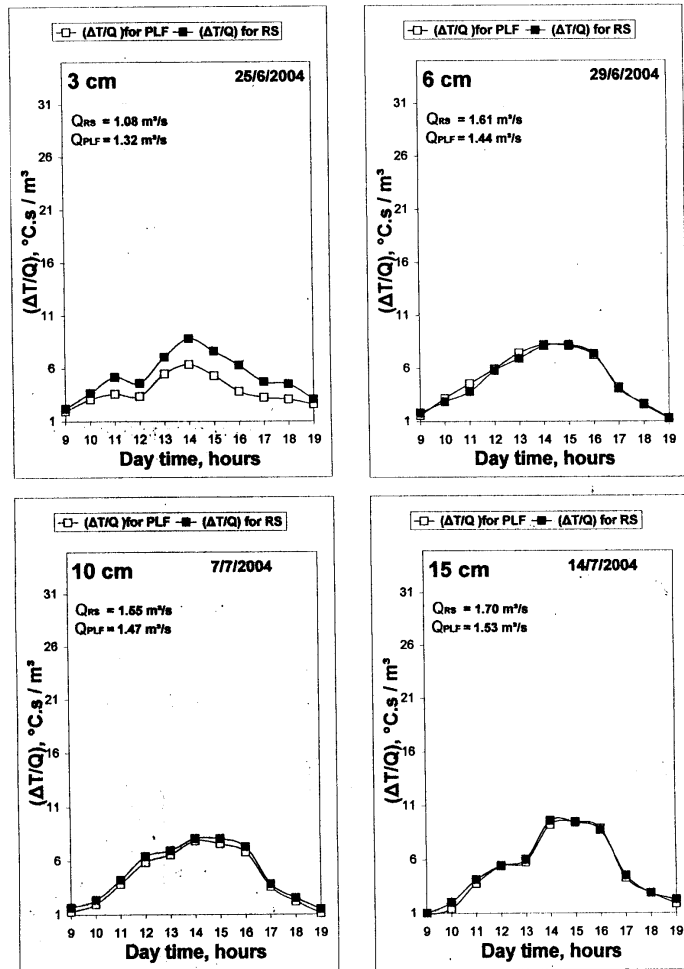 (ΔT/Q )for PLF (ΔT/Q) for RS
3 cm 25/6/2004
QRS = 1.08 m³/s
QPLF = 1.32 m³/s
(ΔT/Q), °C.s / m³
31
26
21
16
11
6
1
9 10 11 12 13 14 15 16 17 18 19
Day time, hours
(ΔT/Q )for PLF (ΔT/Q) for RS
6 cm 29/6/2004
QRS = 1.61 m³/s
QPLF = 1.44 m³/s
(ΔT/Q), °C.s / m³
31
26
21
16
11
6
1
9 10 11 12 13 14 15 16 17 18 19
Day time, hours
(ΔT/Q )for PLF (ΔT/Q) for RS
10 cm 7/7/2004
QRS = 1.55 m³/s
QPLF = 1.47 m³/s
(ΔT/Q), °C.s / m³
31
26
21
16
11
6
1
9 10 11 12 13 14 15 16 17 18 19
Day time, hours
(ΔT/Q )for PLF (ΔT/Q) for RS
15 cm 14/7/2004
QRS = 1.70 m³/s
QPLF = 1.53 m³/s
(ΔT/Q), °C.s / m³
31
26
21
16
11
6
1
9 10 11 12 13 14 15 16 17 18 19
Day time, hours